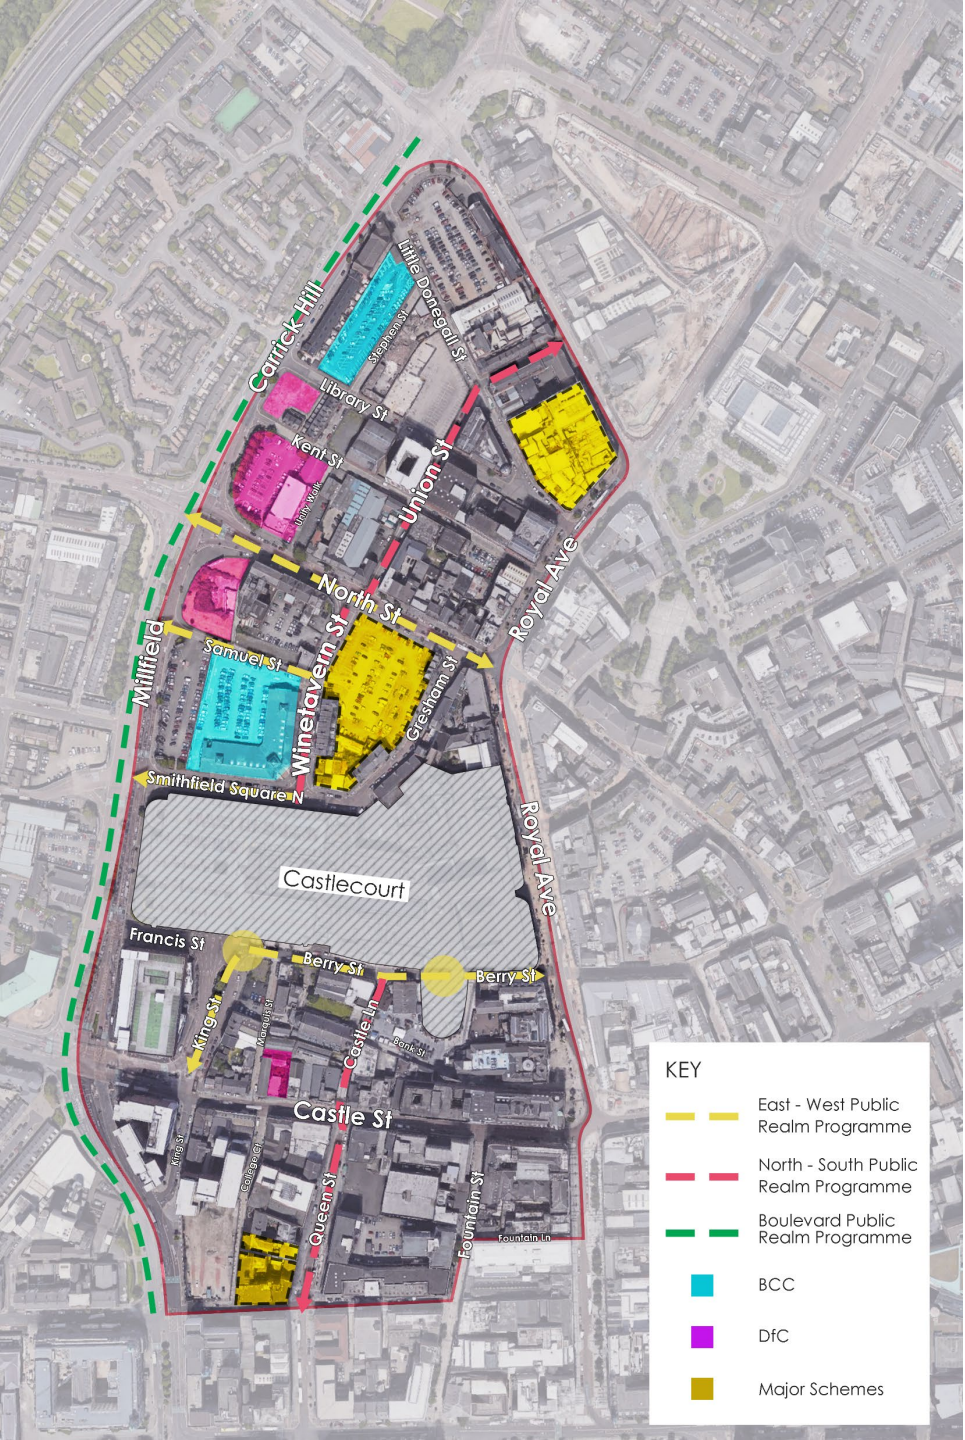 Carrick Hill
Little Donegall St
Stephen St
Library St
Kent St
Unity Walk
Union St
North St
Royal Ave
Millfield
Samuel St
Winetavern St
Gresham St
Smithfield Square N
Castlecourt
Royal Ave
Francis St
Berry St
Berry St
King St
Marquis St
Castle Ln
Bank St
Castle St
King St
College Ct
Queen St
Fountain St
Fountain Ln
KEY
East - West Public
Realm Programme
North - South Public
Realm Programme
Boulevard Public
Realm Programme
BCC
DfC
Major Schemes